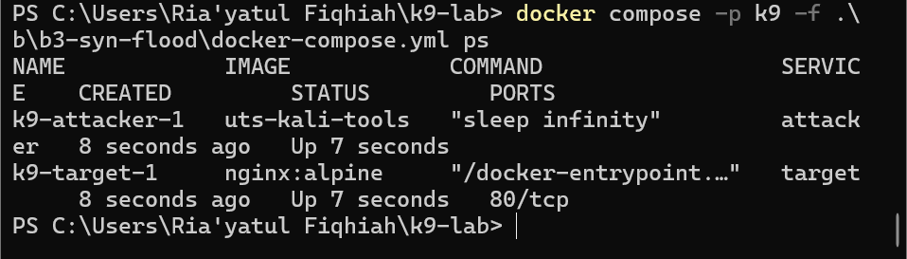 PS C:\Users\Ria'yatul Fiqhiah\k9-lab> docker compose -p k9 -f .\
b\b3-syn-flood\docker-compose.yml ps
NAME             IMAGE            COMMAND                  SERVIC
E    CREATED         STATUS         PORTS
k9-attacker-1   uts-kali-tools   "sleep infinity"         attack
er   8 seconds ago   Up 7 seconds
k9-target-1     nginx:alpine     "/docker-entrypoint.…"   target
     8 seconds ago   Up 7 seconds   80/tcp
PS C:\Users\Ria'yatul Fiqhiah\k9-lab>